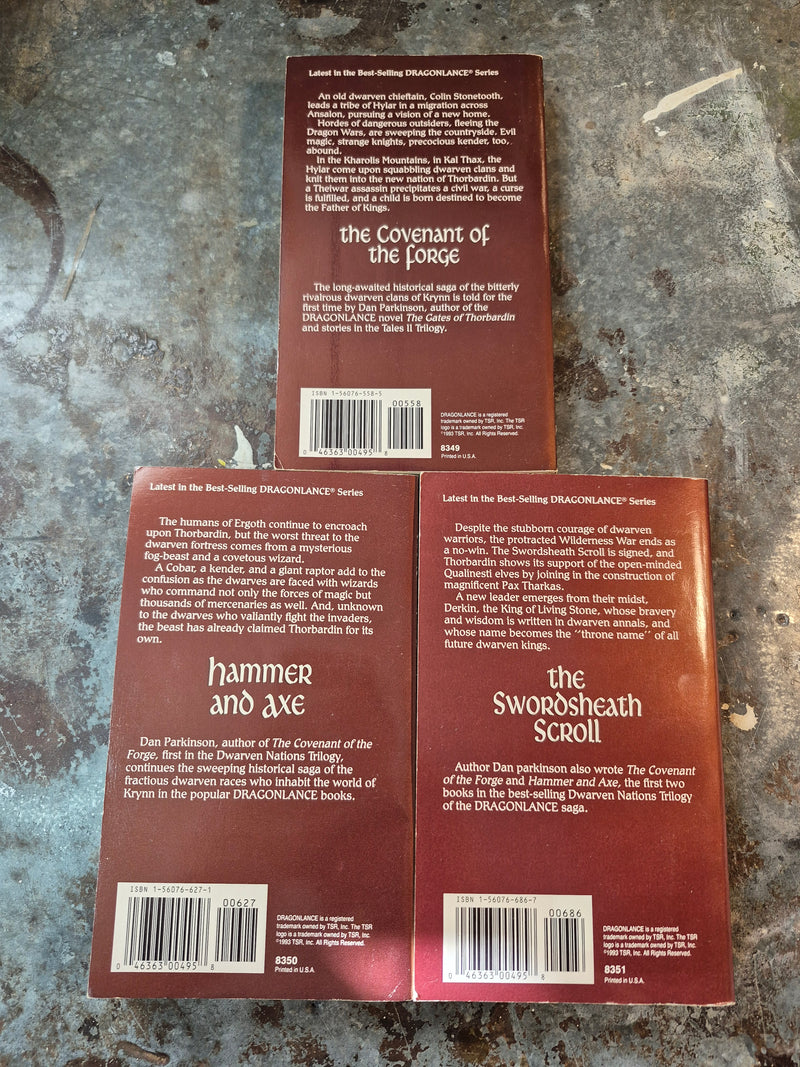 Latest in the Best-Selling DRAGONLANCE® Series
An old dwarven chieftain, Colin Stonetooth,
leads a tribe of Hylar in a migration across
Ansalon, pursuing a vision of a new home.
Hordes of dangerous outsiders, fleeing the
Dragon Wars, are sweeping the countryside. Evil
magic, strange knights, precocious kender, too,
abound.
In the Kharolis Mountains, in Kal Thax, the
Hylar come upon squabbling dwarven clans and
knit them into the new nation of Thorbardin. But
a Theiwar assassin precipitates a civil war, a curse
is fulfilled, and a child is born destined to become
the Father of Kings.
the Covenant of
the Forge
The long-awaited historical saga of the bitterly
rivalrous dwarven clans of Krynn is told for the
first time by Dan Parkinson, author of the
DRAGONLANCE novel The Gates of Thorbardin
and stories in the Tales II Trilogy.
ISBN 1-56076-558-5
00558
0 46363 00495 8
DRAGONLANCE is a registered
trademark owned by TSR, Inc. The TSR
logo is a trademark owned by TSR, Inc.
©1993 TSR, Inc. All Rights Reserved.
8349
Printed in U.S.A.
Latest in the Best-Selling DRAGONLANCE® Series
The humans of Ergoth continue to encroach
upon Thorbardin, but the worst threat to the
dwarven fortress comes from a mysterious
fog-beast and a covetous wizard.
A Cobar, a kender, and a giant raptor add to the
confusion as the dwarves are faced with wizards
who command not only the forces of magic but
thousands of mercenaries as well. And, unknown
to the dwarves who valiantly fight the invaders,
the beast has already claimed Thorbardin for its
own.
Hammer
and Axe
Dan Parkinson, author of The Covenant of the
Forge, first in the Dwarven Nations Trilogy,
continues the sweeping historical saga of the
fractious dwarven races who inhabit the world of
Krynn in the popular DRAGONLANCE books.
ISBN 1-56076-627-1
00627
0 46363 00495 8
DRAGONLANCE is a registered
trademark owned by TSR, Inc. The TSR
logo is a trademark owned by TSR, Inc.
©1993 TSR, Inc. All Rights Reserved.
8350
Printed in U.S.A.
Latest in the Best-Selling DRAGONLANCE® Series
Despite the stubborn courage of dwarven
warriors, the protracted Wilderness War ends as
a no-win. The Swordsheath Scroll is signed, and
Thorbardin shows its support of the open-minded
Qualinesti elves by joining in the construction of
magnificent Pax Tharkas.
A new leader emerges from their midst,
Derkin, the King of Living Stone, whose bravery
and wisdom is written in dwarven annals, and
whose name becomes the "throne name" of all
future dwarven kings.
the
Swordsheath
Scroll
Author Dan parkinson also wrote The Covenant
of the Forge and Hammer and Axe, the first two
books in the best-selling Dwarven Nations Trilogy
of the DRAGONLANCE saga.
ISBN 1-56076-686-7
00686
0 46363 00495 8
DRAGONLANCE is a registered
trademark owned by TSR, Inc. The TSR
logo is a trademark owned by TSR, Inc.
©1993 TSR, Inc. All Rights Reserved.
8351
Printed in U.S.A.